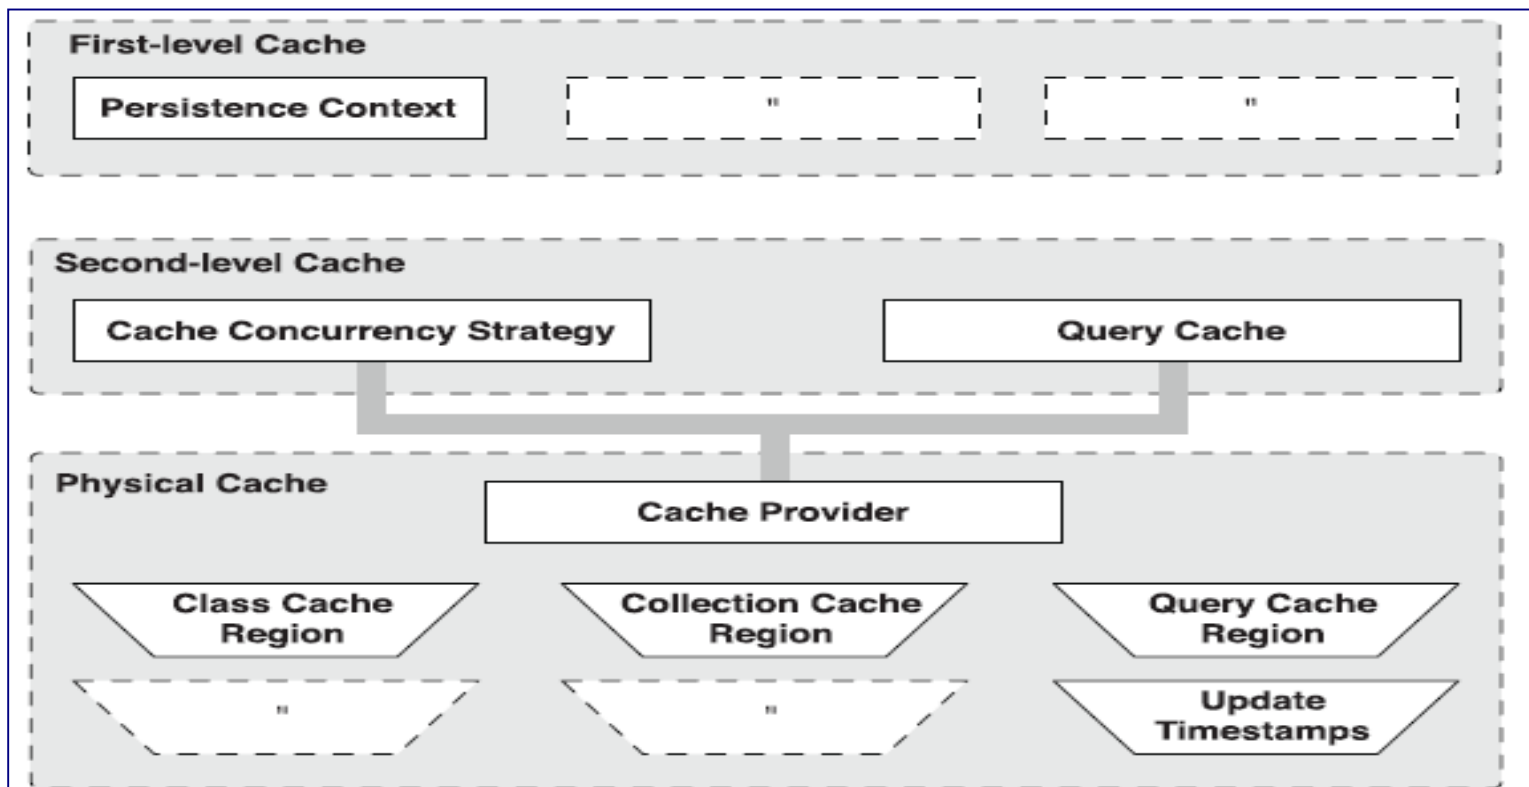 First-level Cache
Persistence Context
"
"
Second-level Cache
Cache Concurrency Strategy
Query Cache
Physical Cache
Cache Provider
Class Cache
Region
Collection Cache
Region
Query Cache
Region
"
"
Update
Timestamps